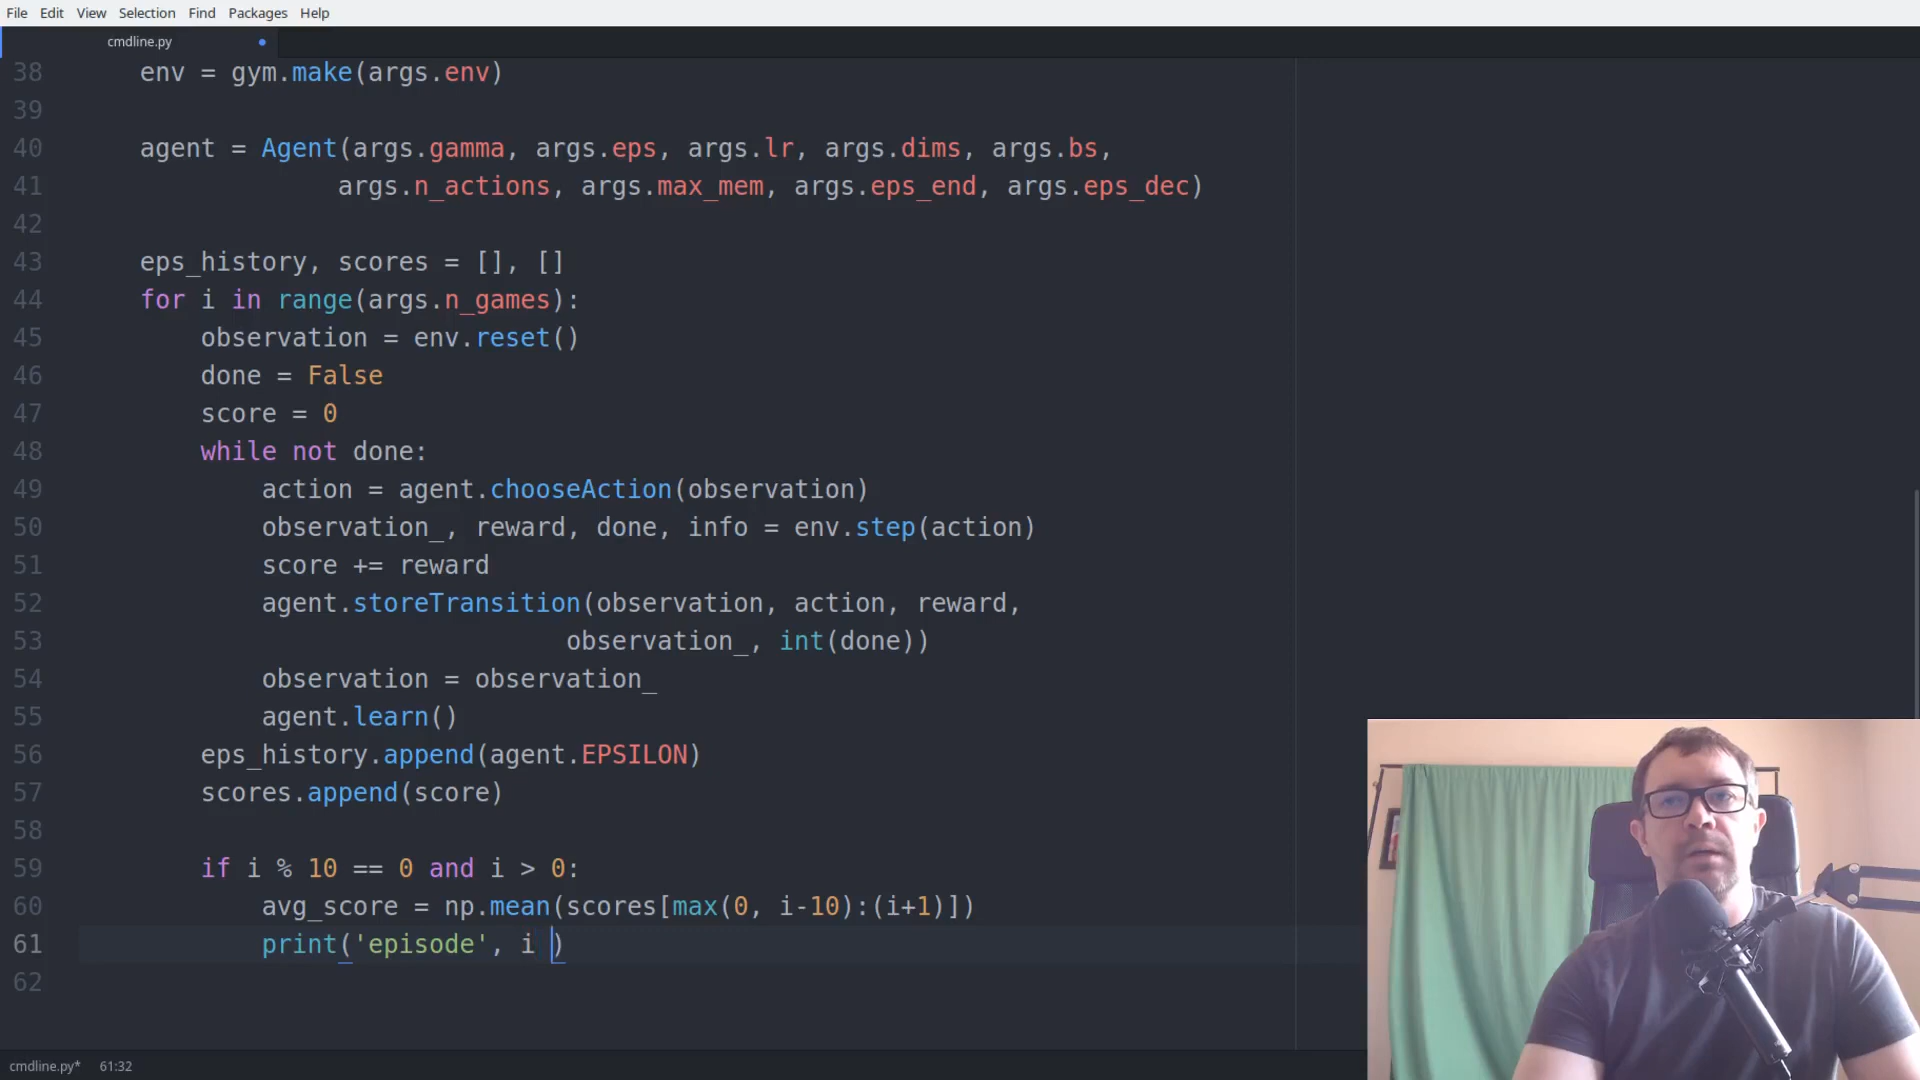 File Edit View Selection Find Packages Help
cmdline.py
38 env = gym.make(args.env)
39
40 agent = Agent(args.gamma, args.eps, args.lr, args.dims, args.bs,
41 args.n_actions, args.max_mem, args.eps_end, args.eps_dec)
42
43 eps_history, scores = [], []
44 for i in range(args.n_games):
45 observation = env.reset()
46 done = False
47 score = 0
48 while not done:
49 action = agent.chooseAction(observation)
50 observation_, reward, done, info = env.step(action)
51 score += reward
52 agent.storeTransition(observation, action, reward,
53 observation_, int(done))
54 observation = observation_
55 agent.learn()
56 eps_history.append(agent.EPSILON)
57 scores.append(score)
58
59 if i % 10 == 0 and i > 0:
60 avg_score = np.mean(scores[max(0, i-10):(i+1)])
61 print('episode', i )
62
cmdline.py* 61:32